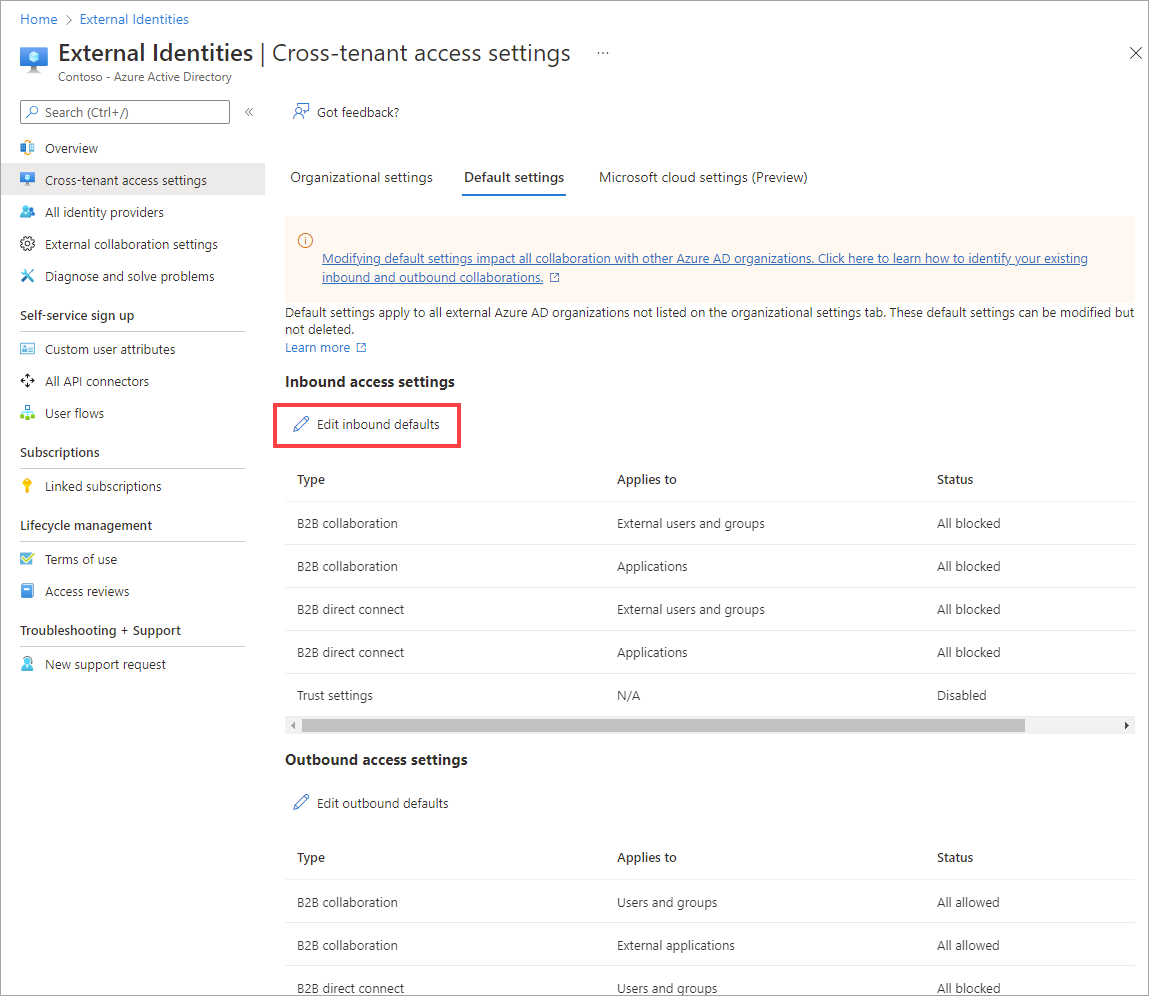 Home > External Identities
External Identities | Cross-tenant access settings ...
Contoso - Azure Active Directory
Search (Ctrl+/)
«
Got feedback?
Overview
Cross-tenant access settings
All identity providers
External collaboration settings
Diagnose and solve problems
Self-service sign up
Custom user attributes
All API connectors
User flows
Subscriptions
Linked subscriptions
Lifecycle management
Terms of use
Access reviews
Troubleshooting + Support
New support request
Organizational settings Default settings Microsoft cloud settings (Preview)
Modifying default settings impact all collaboration with other Azure AD organizations. Click here to learn how to identify your existing
inbound and outbound collaborations.
Default settings apply to all external Azure AD organizations not listed on the organizational settings tab. These default settings can be modified but
not deleted.
Learn more
Inbound access settings
Edit inbound defaults
Type Applies to Status
B2B collaboration External users and groups All blocked
B2B collaboration Applications All blocked
B2B direct connect External users and groups All blocked
B2B direct connect Applications All blocked
Trust settings N/A Disabled
Outbound access settings
Edit outbound defaults
Type Applies to Status
B2B collaboration Users and groups All allowed
B2B collaboration External applications All allowed
B2B direct connect Users and groups All blocked